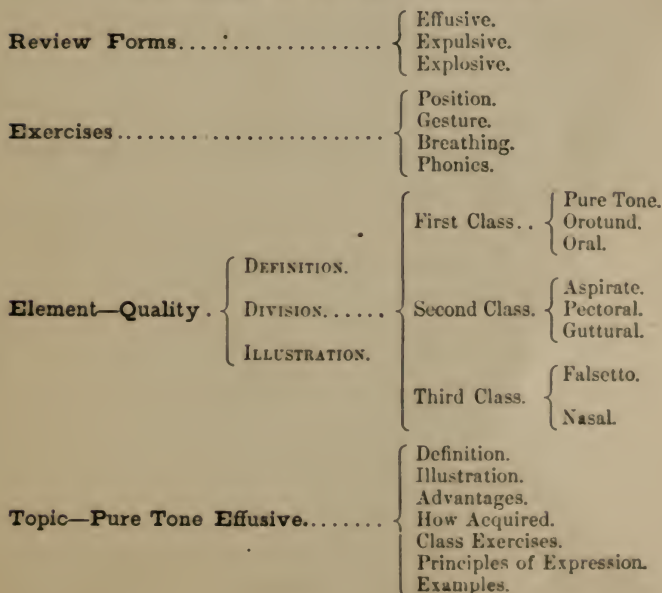 Review Forms.................... Effusive.
Expulsive.
Explosive.
Exercises........................ Position.
Gesture.
Breathing.
Phonics.
Element—Quality. DEFINITION.
DIVISION......
ILLUSTRATION.
First Class.. Pure Tone.
Orotund.
Oral.
Second Class. Aspirate.
Pectoral.
Guttural.
Third Class. Falsetto.
Nasal.
Topic—Pure Tone Effusive........ Definition.
Illustration.
Advantages.
How Acquired.
Class Exercises.
Principles of Expression.
Examples.